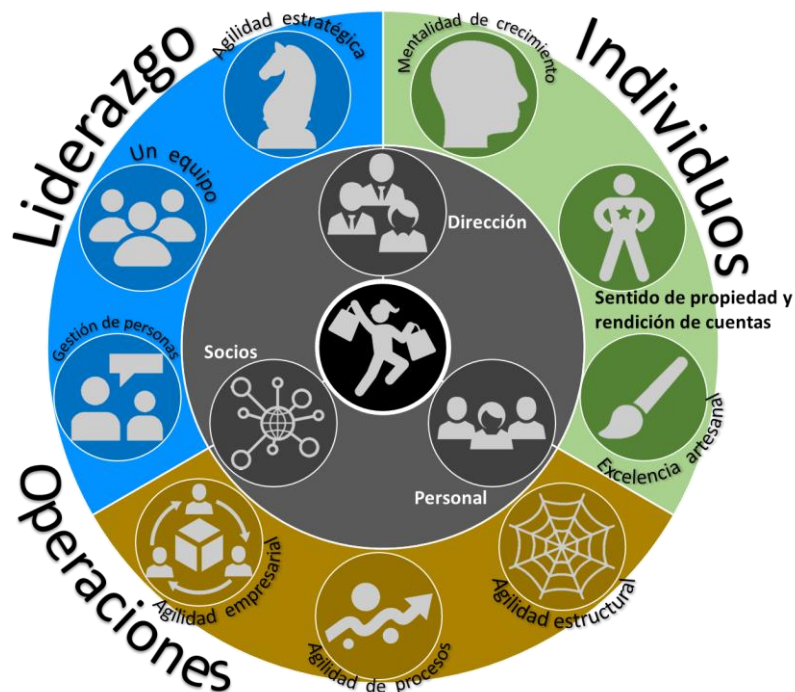 Liderazgo
Agilidad estratégica
Un equipo
Gestión de personas
Individuos
Mentalidad de crecimiento
Sentido de propiedad y
rendición de cuentas
Excelencia artesanal
Dirección
Socios
Personal
Operaciones
Agilidad empresarial
Agilidad de procesos
Agilidad estructural